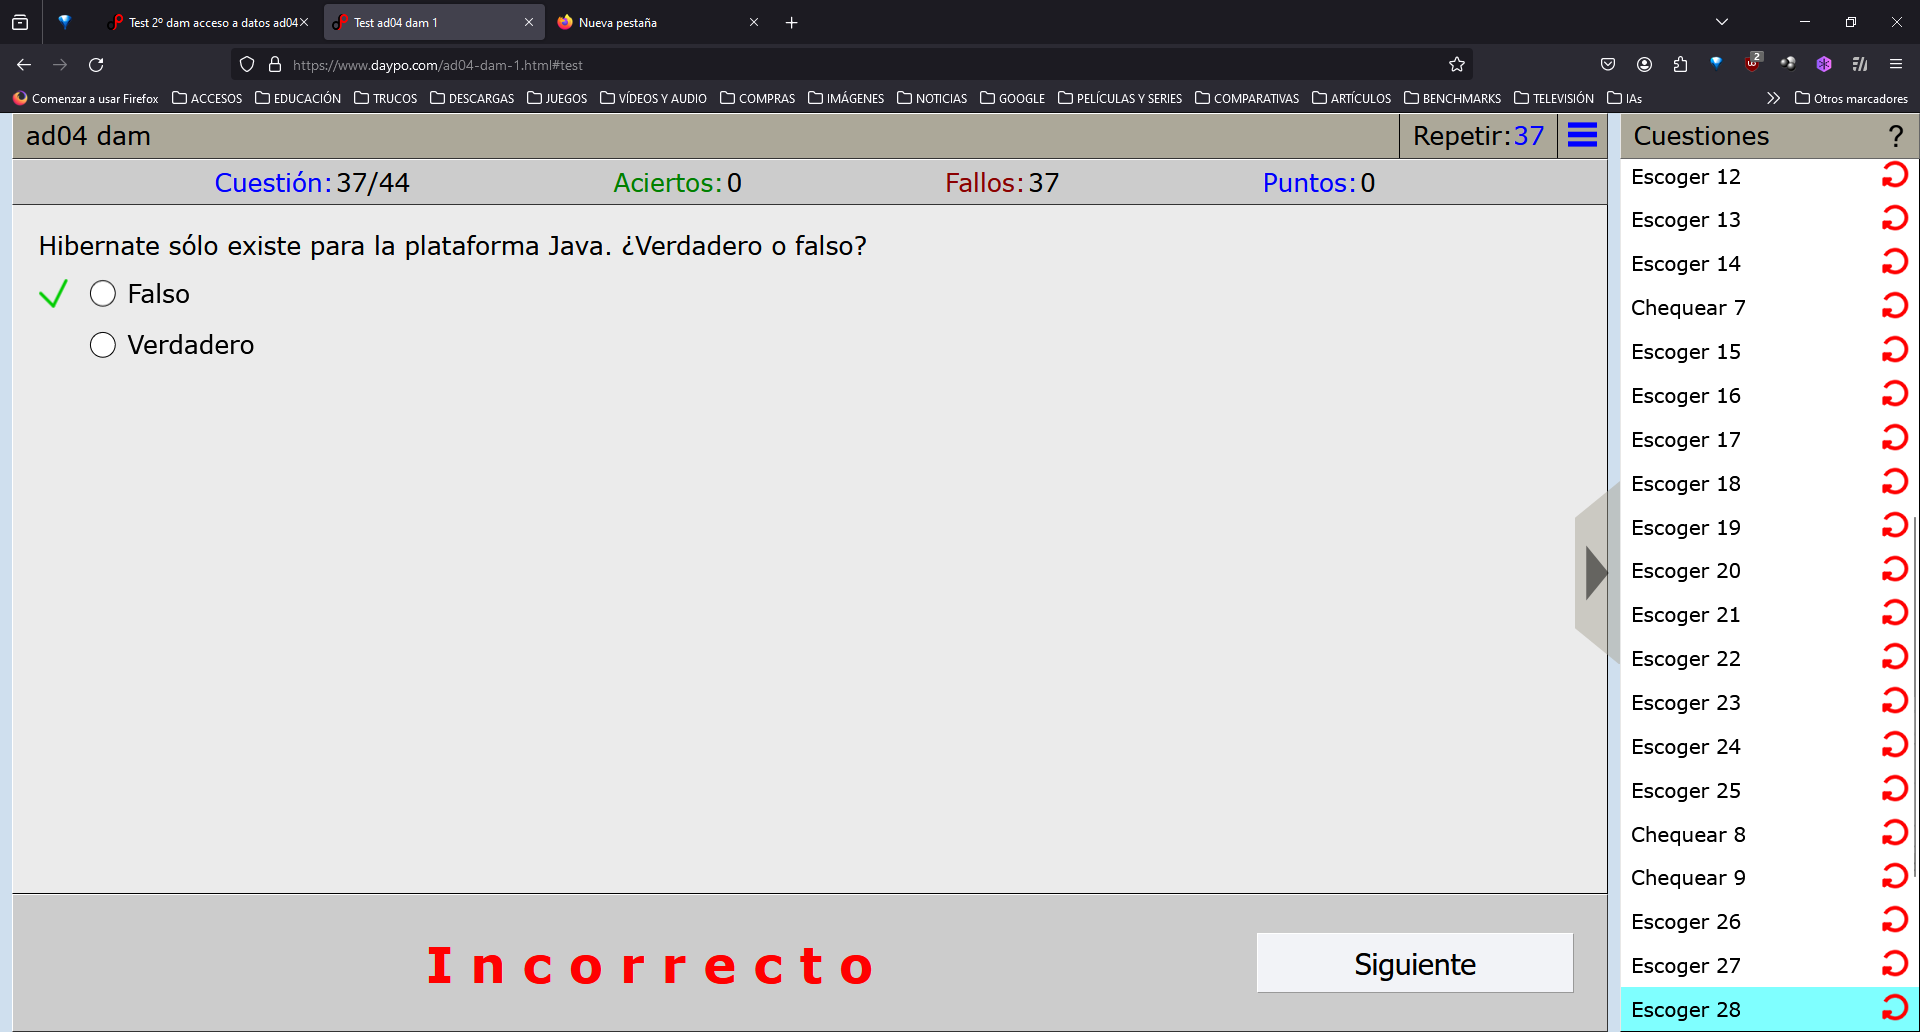 Test 2º dam acceso a datos ad04
Test ad04 dam 1
Nueva pestaña
https://www.daypo.com/ad04-dam-1.html#test
2
Comenzar a usar Firefox
ACCESOS
EDUCACIÓN
TRUCOS
DESCARGAS
JUEGOS
VÍDEOS Y AUDIO
COMPRAS
IMÁGENES
NOTICIAS
GOOGLE
PELÍCULAS Y SERIES
COMPARATIVAS
ARTÍCULOS
BENCHMARKS
TELEVISIÓN
IAs
Otros marcadores
ad04 dam
Repetir:37
Cuestión:37/44
Aciertos:0
Fallos:37
Puntos:0
Hibernate sólo existe para la plataforma Java. ¿Verdadero o falso?
Falso
Verdadero
Incorrecto
Siguiente
Cuestiones
?
Escoger 12
Escoger 13
Escoger 14
Chequear 7
Escoger 15
Escoger 16
Escoger 17
Escoger 18
Escoger 19
Escoger 20
Escoger 21
Escoger 22
Escoger 23
Escoger 24
Escoger 25
Chequear 8
Chequear 9
Escoger 26
Escoger 27
Escoger 28